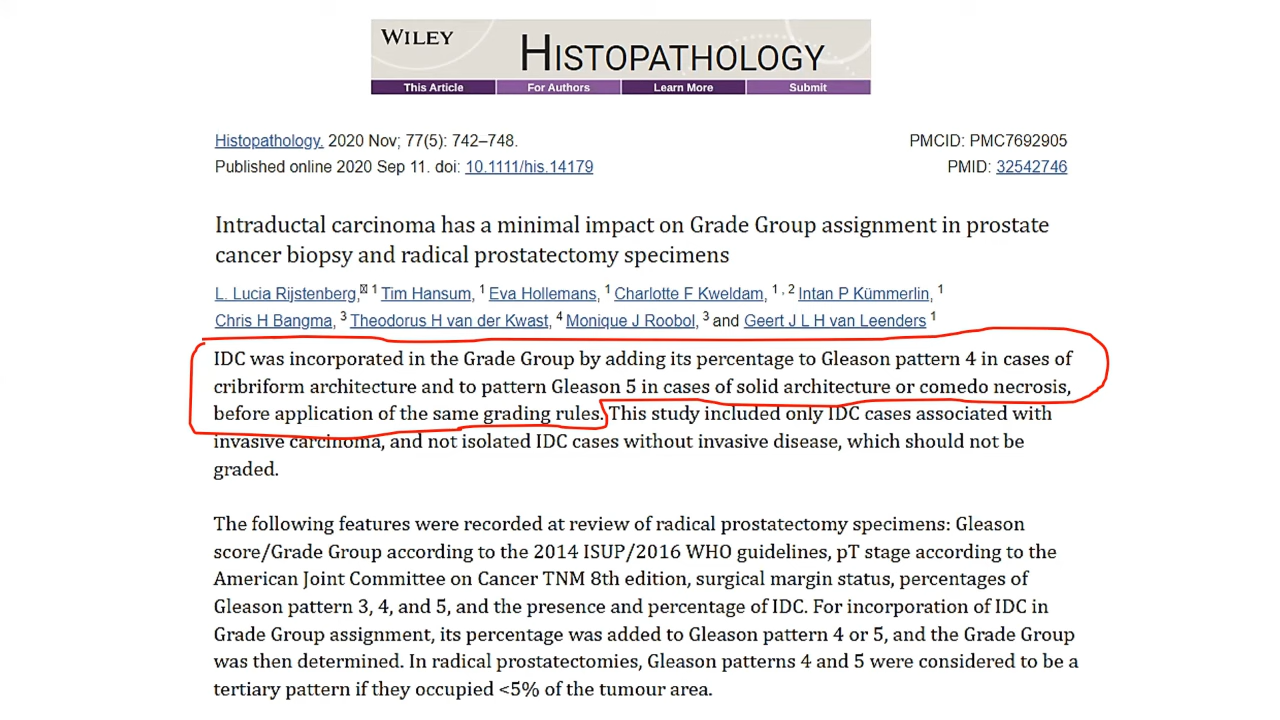 WILEY
HISTOPATHOLOGY
This Article For Authors Learn More Submit
Histopathology. 2020 Nov; 77(5): 742–748.
PMCID: PMC7692905
Published online 2020 Sep 11. doi: 10.1111/his.14179
PMID: 32542746
Intraductal carcinoma has a minimal impact on Grade Group assignment in prostate
cancer biopsy and radical prostatectomy specimens
L. Lucia Rijstenberg,✉ 1 Tim Hansum, 1 Eva Hollemans, 1 Charlotte F Kweldam, 1 , 2 Intan P Kümmerlin, 1
Chris H Bangma, 3 Theodorus H van der Kwast, 4 Monique J Roobol, 3 and Geert J L H van Leenders 1
IDC was incorporated in the Grade Group by adding its percentage to Gleason pattern 4 in cases of
cribriform architecture and to pattern Gleason 5 in cases of solid architecture or comedo necrosis,
before application of the same grading rules. This study included only IDC cases associated with
invasive carcinoma, and not isolated IDC cases without invasive disease, which should not be
graded.
The following features were recorded at review of radical prostatectomy specimens: Gleason
score/Grade Group according to the 2014 ISUP/2016 WHO guidelines, pT stage according to the
American Joint Committee on Cancer TNM 8th edition, surgical margin status, percentages of
Gleason pattern 3, 4, and 5, and the presence and percentage of IDC. For incorporation of IDC in
Grade Group assignment, its percentage was added to Gleason pattern 4 or 5, and the Grade Group
was then determined. In radical prostatectomies, Gleason patterns 4 and 5 were considered to be a
tertiary pattern if they occupied <5% of the tumour area.